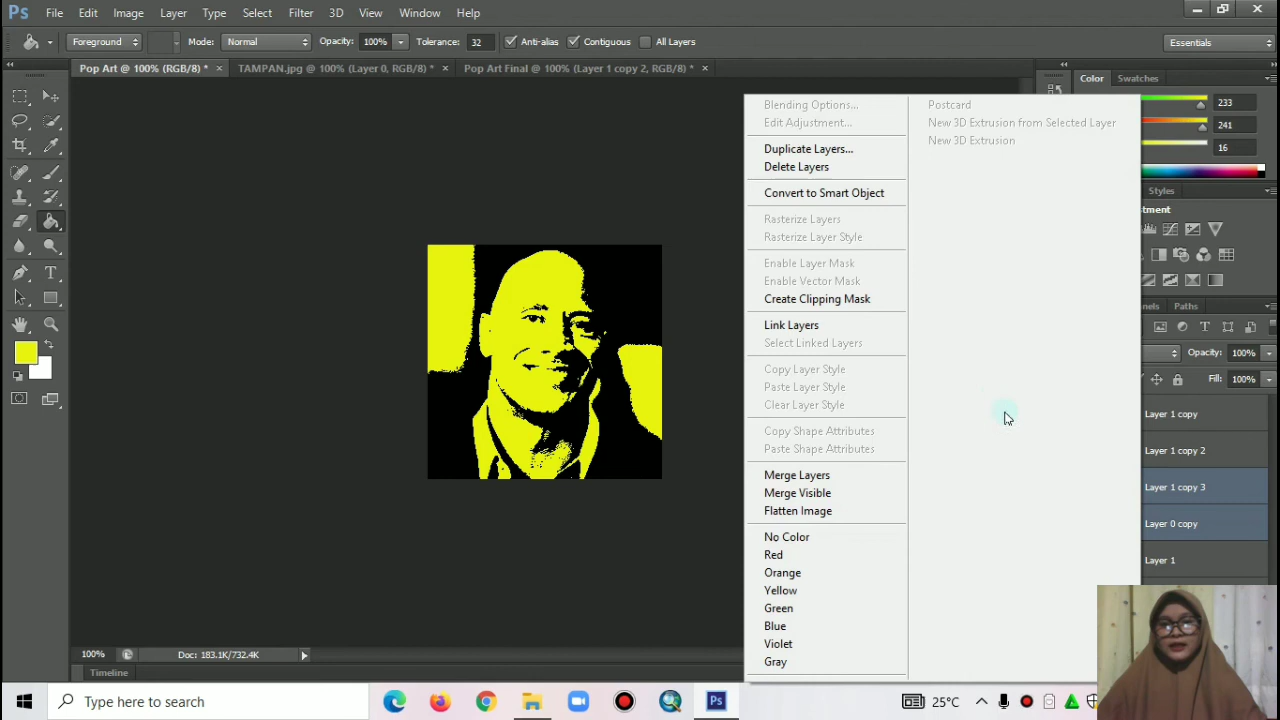 Ps File Edit Image Layer Type Select Filter 3D View Window Help
Foreground Mode: Normal Opacity: 100% Tolerance: 32 Anti-alias Contiguous All Layers Essentials
Pop Art @ 100% (RGB/8) * × TAMPAN.jpg @ 100% (Layer 0, RGB/8) * × Pop Art Final @ 100% (Layer 1 copy 2, RGB/8) * ×
Color Swatches
233
241
16
Styles
Paths
Opacity: 100%
Fill: 100%
Layer 1 copy
Layer 1 copy 2
Layer 1 copy 3
Layer 0 copy
Layer 1
Blending Options...
Edit Adjustment...
Duplicate Layers...
Delete Layers
Convert to Smart Object
Rasterize Layers
Rasterize Layer Style
Enable Layer Mask
Enable Vector Mask
Create Clipping Mask
Link Layers
Select Linked Layers
Copy Layer Style
Paste Layer Style
Clear Layer Style
Copy Shape Attributes
Paste Shape Attributes
Merge Layers
Merge Visible
Flatten Image
No Color
Red
Orange
Yellow
Green
Blue
Violet
Gray
Postcard
New 3D Extrusion from Selected Layer
New 3D Extrusion
100% Doc: 183.1K/732.4K
Timeline
Type here to search Ps 25°C